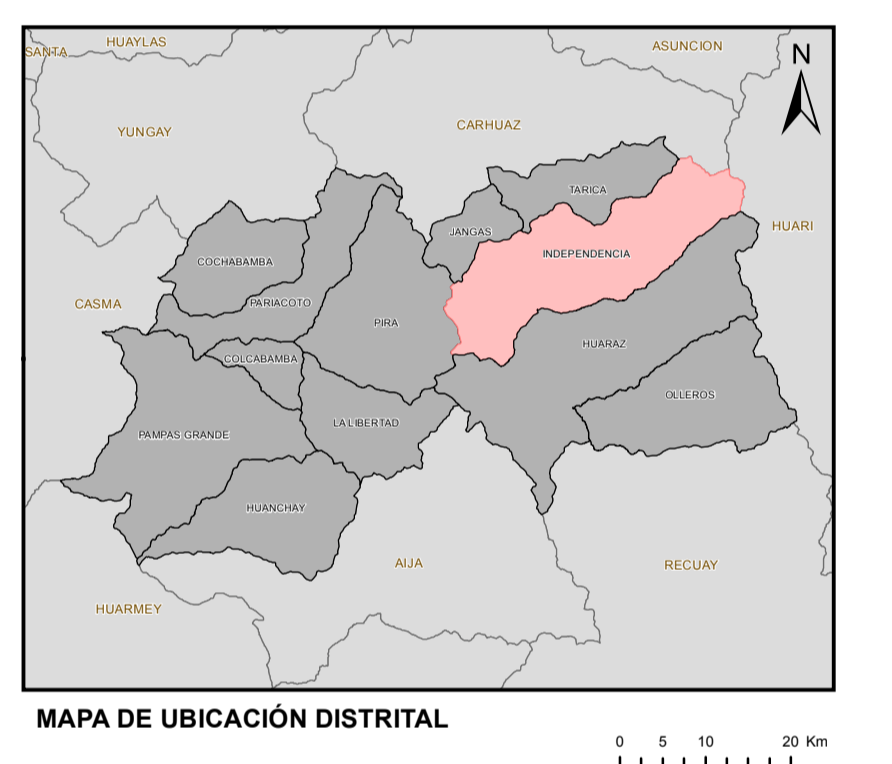 HUAYLAS
SANTA
ASUNCION
N
CARHUAZ
YUNGAY
TARICA
HUARI
JANGAS
INDEPENDENCIA
COCHABAMBA
CASMA
PARIACOTO
PIRA
HUARAZ
COLCABAMBA
OLLEROS
LA LIBERTAD
PAMPAS GRANDE
HUANCHAY
AIJA
RECUAY
HUARMEY
MAPA DE UBICACIÓN DISTRITAL
0 5 10 20 Km